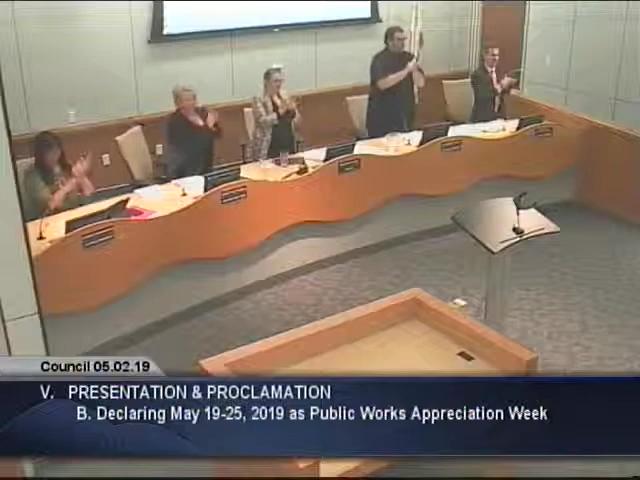 Council 05.02.19
V. PRESENTATION & PROCLAMATION
B. Declaring May 19-25, 2019 as Public Works Appreciation Week